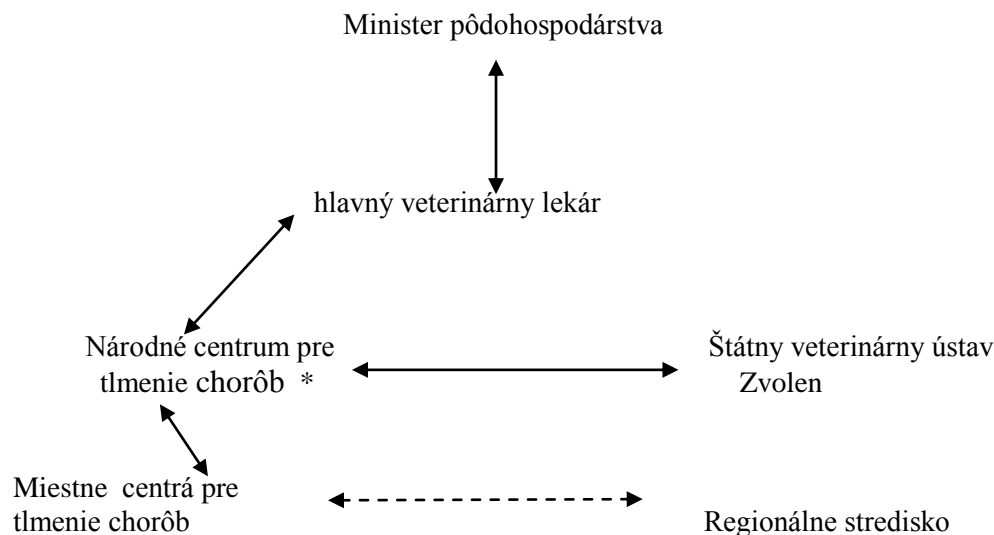 Minister pôdohospodárstva
hlavný veterinárny lekár
Národné centrum pre
tlmenie chorôb *
Štátny veterinárny ústav
Zvolen
Miestne centrá pre
tlmenie chorôb
Regionálne stredisko